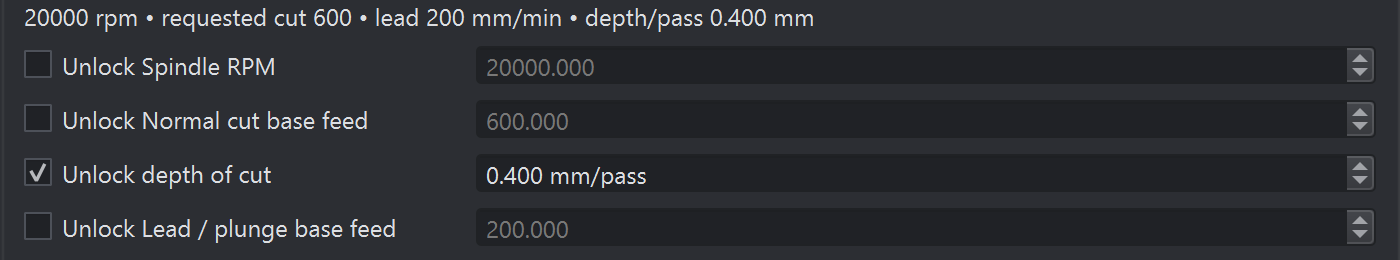 20000 rpm • requested cut 600 • lead 200 mm/min • depth/pass 0.400 mm
Unlock Spindle RPM 20000.000
Unlock Normal cut base feed 600.000
Unlock depth of cut 0.400 mm/pass
Unlock Lead / plunge base feed 200.000